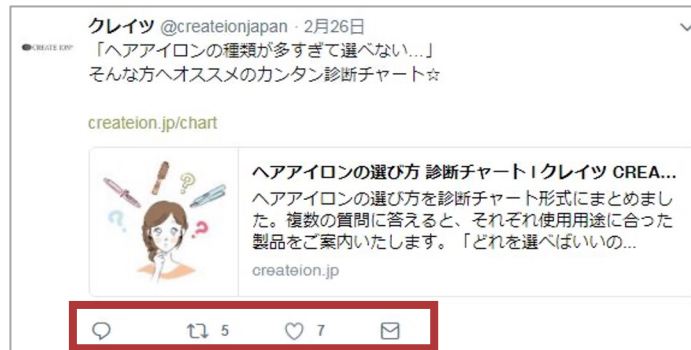 クレイツ @createionjapan · 2月26日
CREATE ION
「ヘアアイロンの種類が多すぎて選べない…」
そんな方へオススメのカンタン診断チャート☆
createion.jp/chart
ヘアアイロンの選び方 診断チャート | クレイツ CREA...
ヘアアイロンの選び方を診断チャート形式にまとめまし
た。複数の質問に答えると、それぞれ使用用途に合った
製品をご案内いたします。「どれを選べばいいの...
createion.jp
5 7